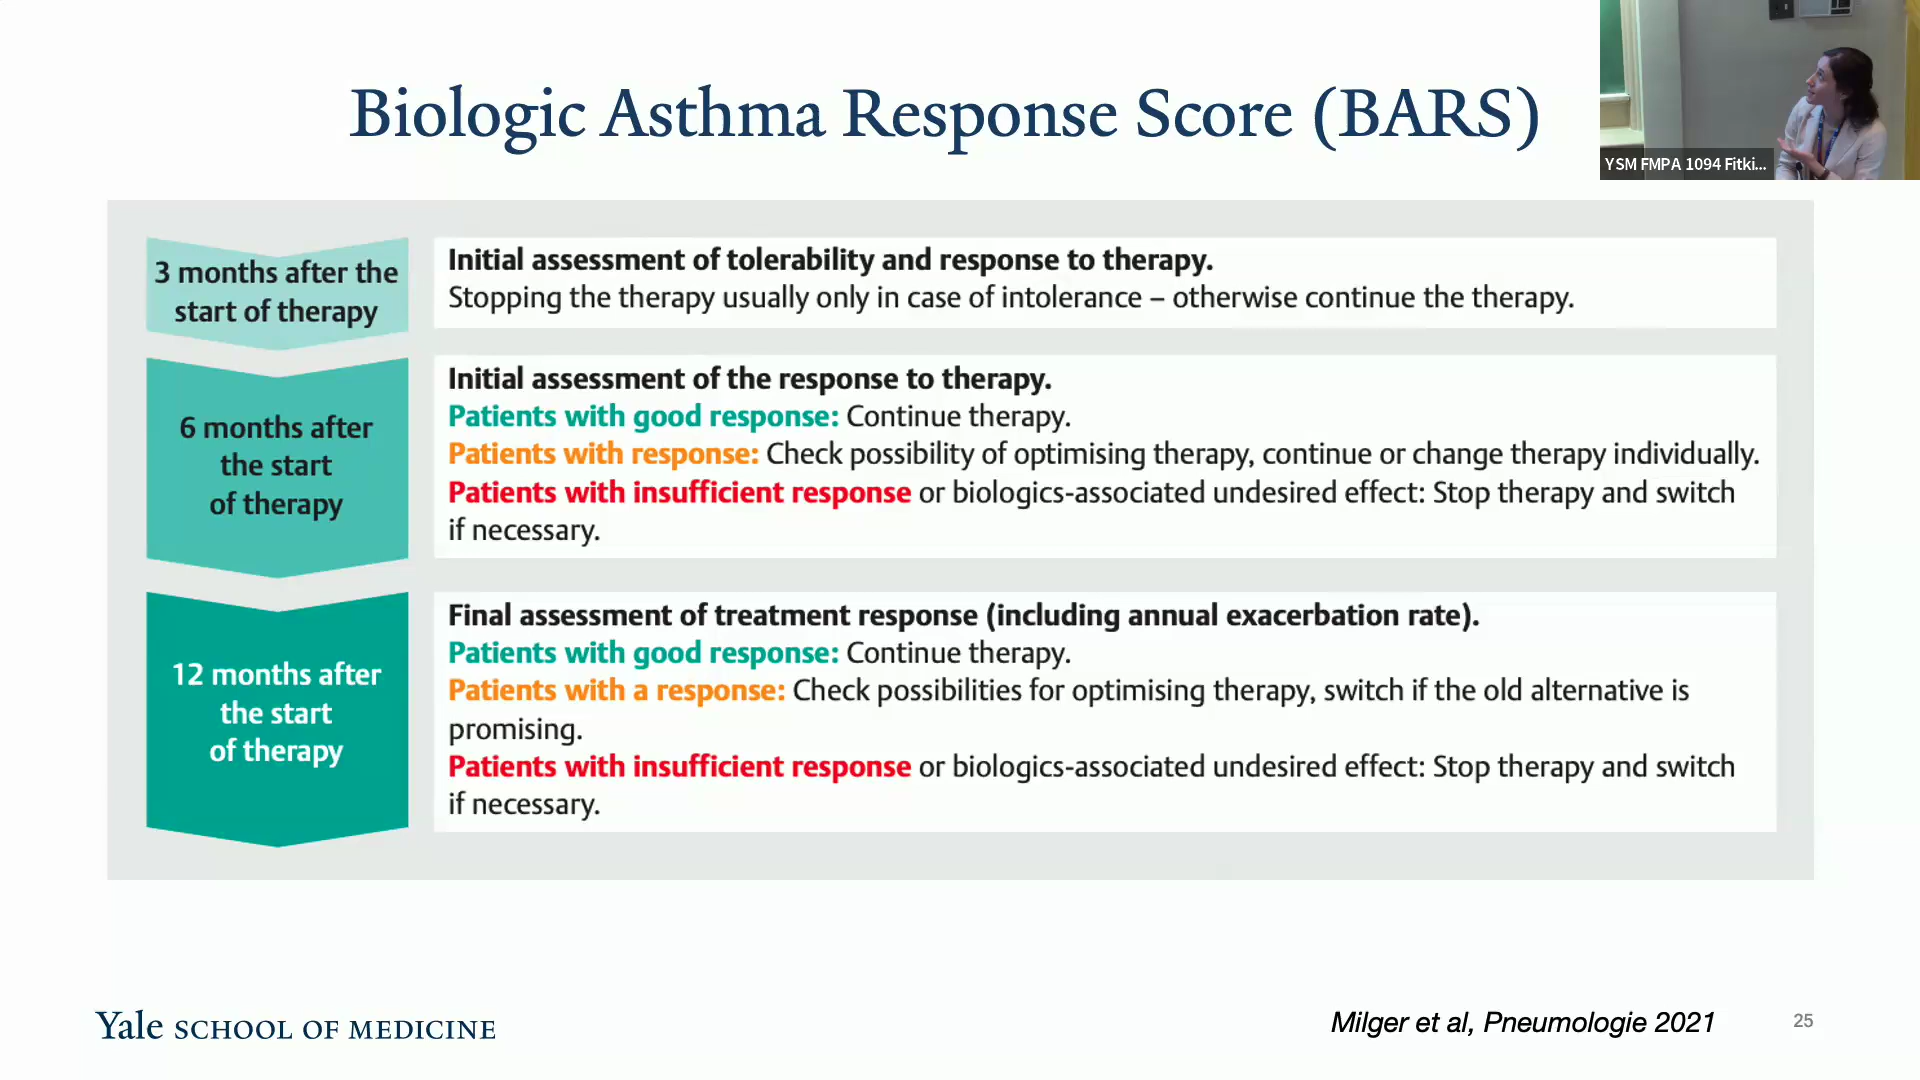 Biologic Asthma Response Score (BARS)
YSM FMPA 1094 Fitki...
3 months after the
start of therapy
Initial assessment of tolerability and response to therapy.
Stopping the therapy usually only in case of intolerance – otherwise continue the therapy.
6 months after
the start
of therapy
Initial assessment of the response to therapy.
Patients with good response: Continue therapy.
Patients with response: Check possibility of optimising therapy, continue or change therapy individually.
Patients with insufficient response or biologics-associated undesired effect: Stop therapy and switch
if necessary.
12 months after
the start
of therapy
Final assessment of treatment response (including annual exacerbation rate).
Patients with good response: Continue therapy.
Patients with a response: Check possibilities for optimising therapy, switch if the old alternative is
promising.
Patients with insufficient response or biologics-associated undesired effect: Stop therapy and switch
if necessary.
Yale SCHOOL OF MEDICINE
Milger et al, Pneumologie 2021
25